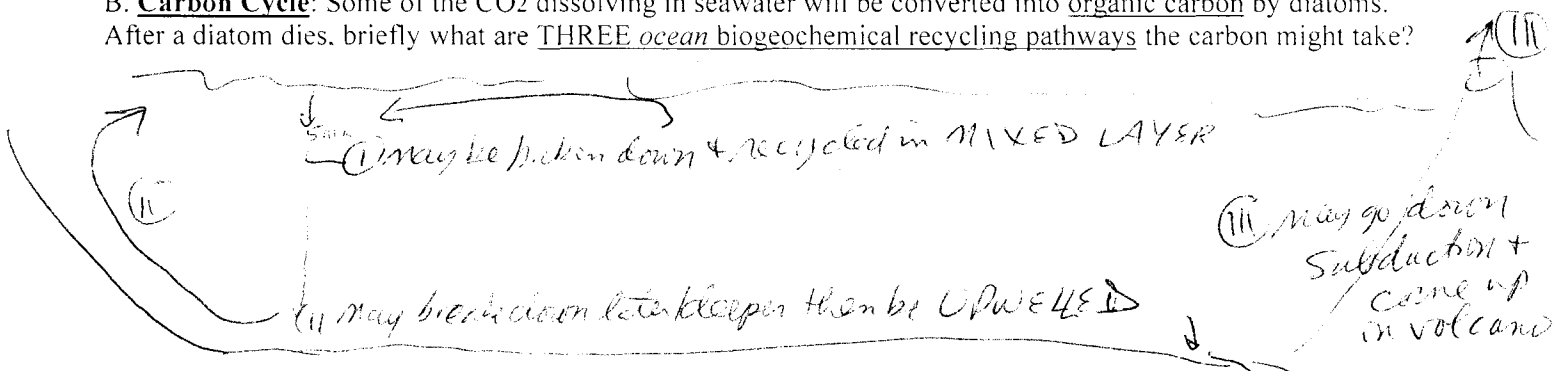 B. Carbon Cycle: Some of the CO2 dissolving in seawater will be converted into organic carbon by diatoms.
After a diatom dies, briefly what are THREE ocean biogeochemical recycling pathways the carbon might take?
III
I may be broken down + recycled in MIXED LAYER
II
III may go down
Subduction +
come up
in volcano
II may break down later/deeper then be UPWELLED